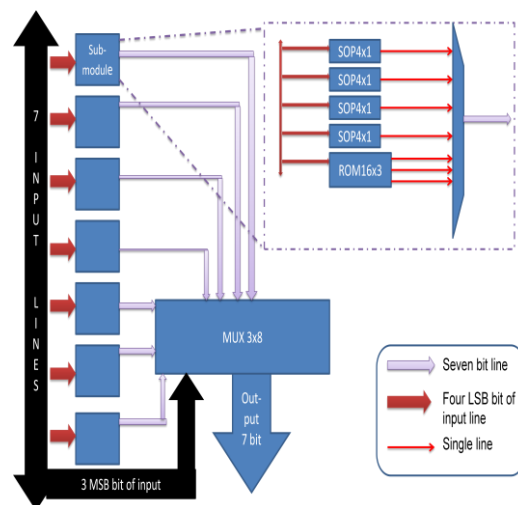 Sub-
module
7
I
N
P
U
T
L
I
N
E
S
SOP4x1
SOP4x1
SOP4x1
SOP4x1
ROM16x3
MUX 3x8
Out-
put
7 bit
3 MSB bit of input
Seven bit line
Four LSB bit of
input line
Single line